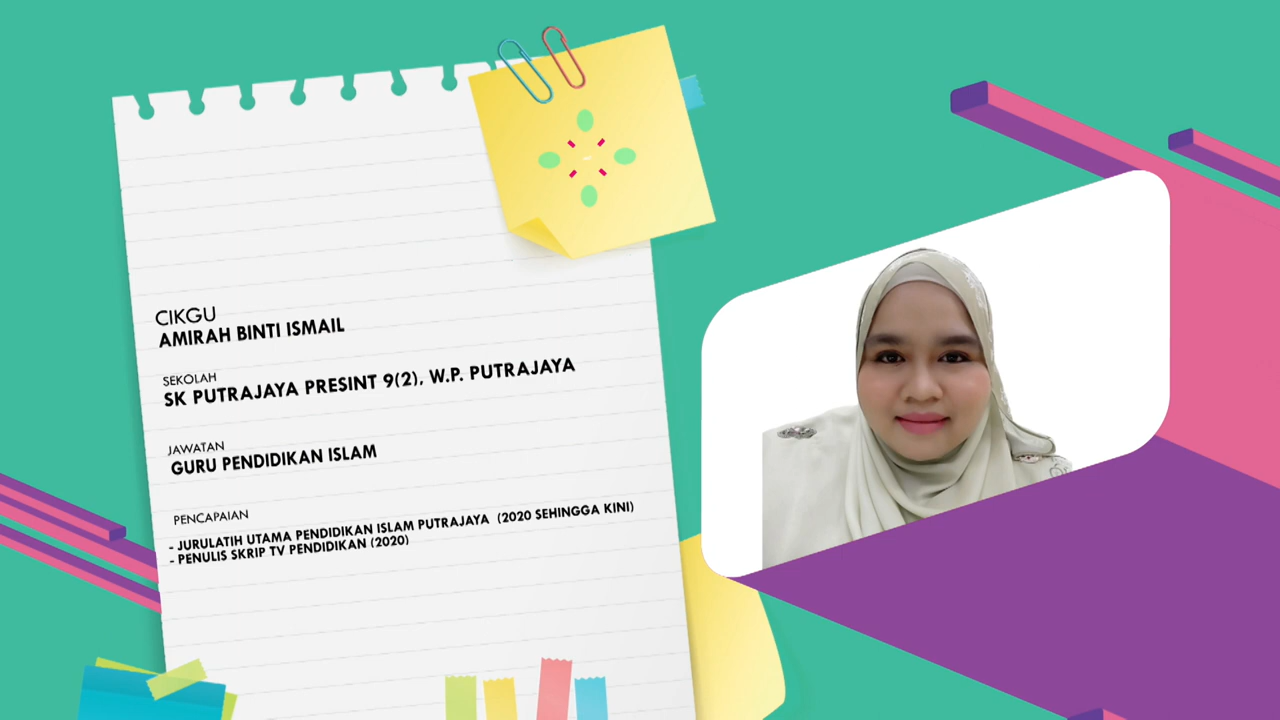 CIKGU
AMIRAH BINTI ISMAIL
SEKOLAH
SK PUTRAJAYA PRESINT 9(2), W.P. PUTRAJAYA
JAWATAN
GURU PENDIDIKAN ISLAM
PENCAPAIAN
- JURULATIH UTAMA PENDIDIKAN ISLAM PUTRAJAYA (2020 SEHINGGA KINI)
- PENULIS SKRIP TV PENDIDIKAN (2020)